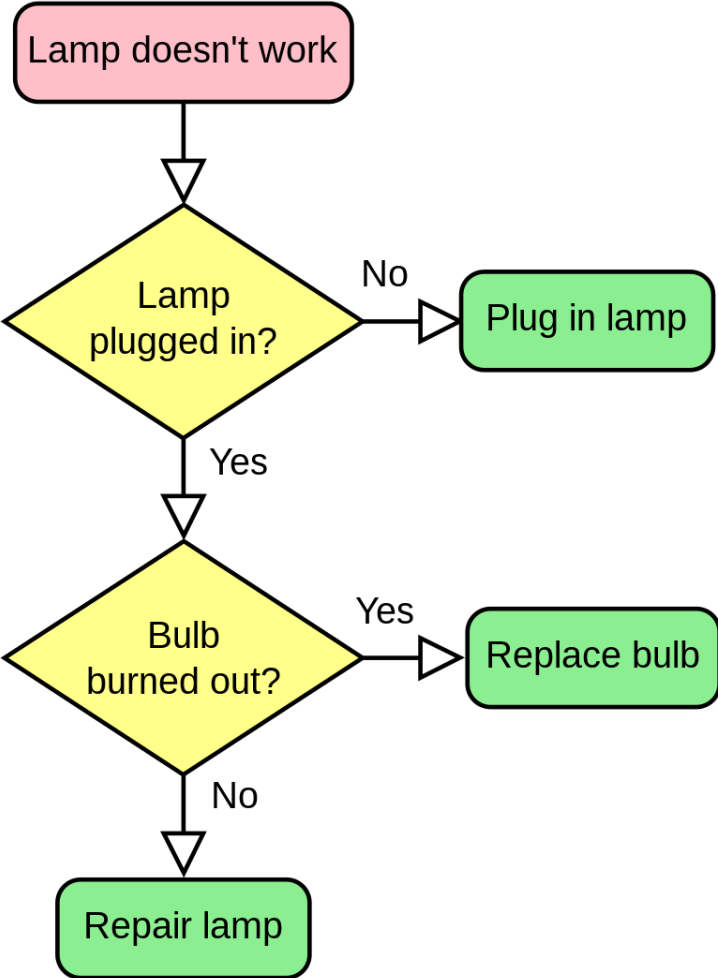 Lamp doesn't work
Lamp
plugged in?
No
Plug in lamp
Yes
Bulb
burned out?
Yes
Replace bulb
No
Repair lamp